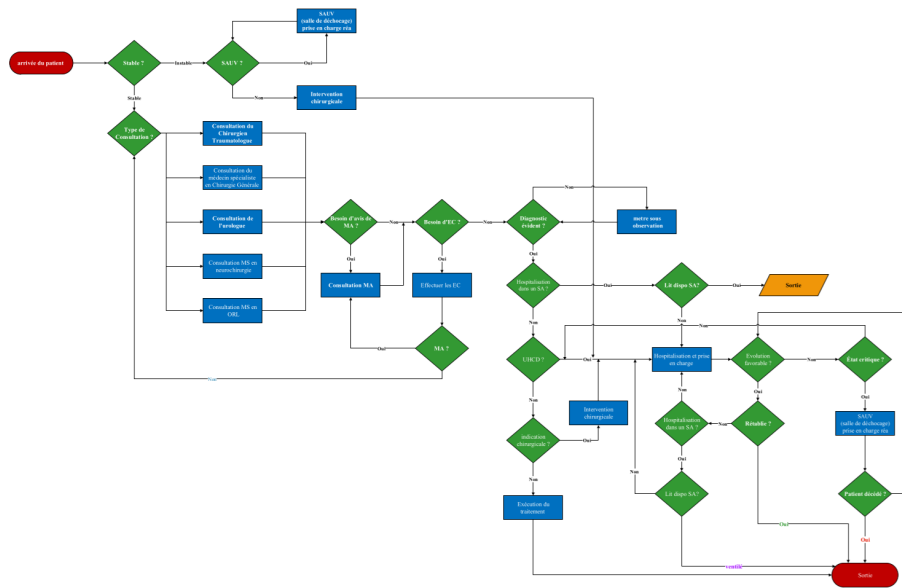 SAUV
(salle de déchocage)
prise en charge réa
arrivée du patent
Stable ?
Instable
SAUV ?
Oui
Stable
Non
Intervention
chirurgicale
Type de
Consultation ?
Consultation du
Chirurgien
Traumatologue
Consultation du
médecin spécialiste
en Chirurgie Générale
Consultation de
l'urologue
Consultation MS en
neurochirurgie
Consultation MS en
ORL
Besoin d'avis de
MA ?
Non
Besoin d'EC ?
Non
Diagnostic
évident ?
Non
metre sous
observation
Oui
Oui
Oui
Consultation MA
Effectuer les EC
Hospitalisation
dans un SA ?
Oui
Lit dispo SA?
Oui
Sortie
Non
Non
Non
MA ?
Oui
Non
UHCD ?
Oui
Hospitalisation et prise
en charge
Evolution
favorable ?
Non
État critique ?
Non
Non
Oui
Oui
Intervention
chirurgicale
Hospitalisation
dans un SA ?
Non
Rétablie ?
SAUV
(salle de déchocage)
prise en charge réa
indication
chirurgicale ?
Oui
Oui
Non
Non
Lit dispo SA?
Patient décédé ?
Exécution du
traitement
Oui
Oui
ventilé
Sortie